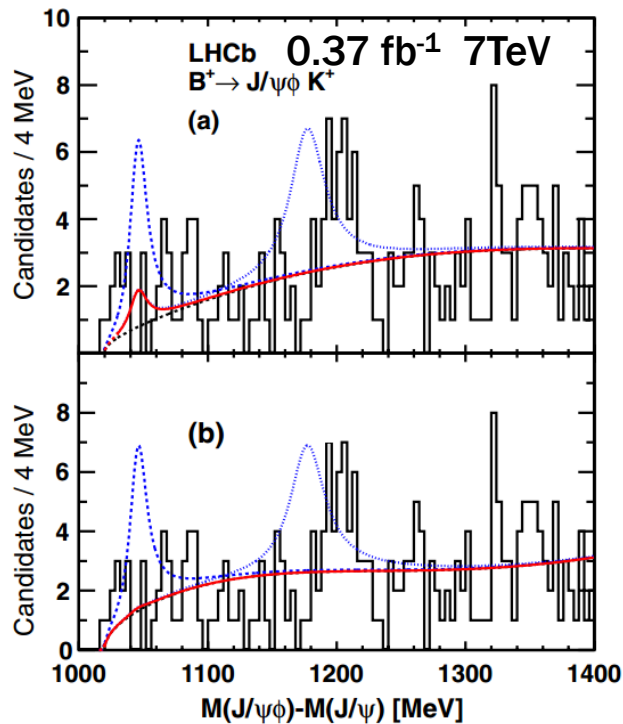 LHCb 0.37 fb⁻¹ 7TeV
B⁺→ J/ψϕ K⁺
(a)
Candidates / 4 MeV
10
8
6
4
2
(b)
Candidates / 4 MeV
8
6
4
2
0
1000 1100 1200 1300 1400
M(J/ψϕ)-M(J/ψ) [MeV]